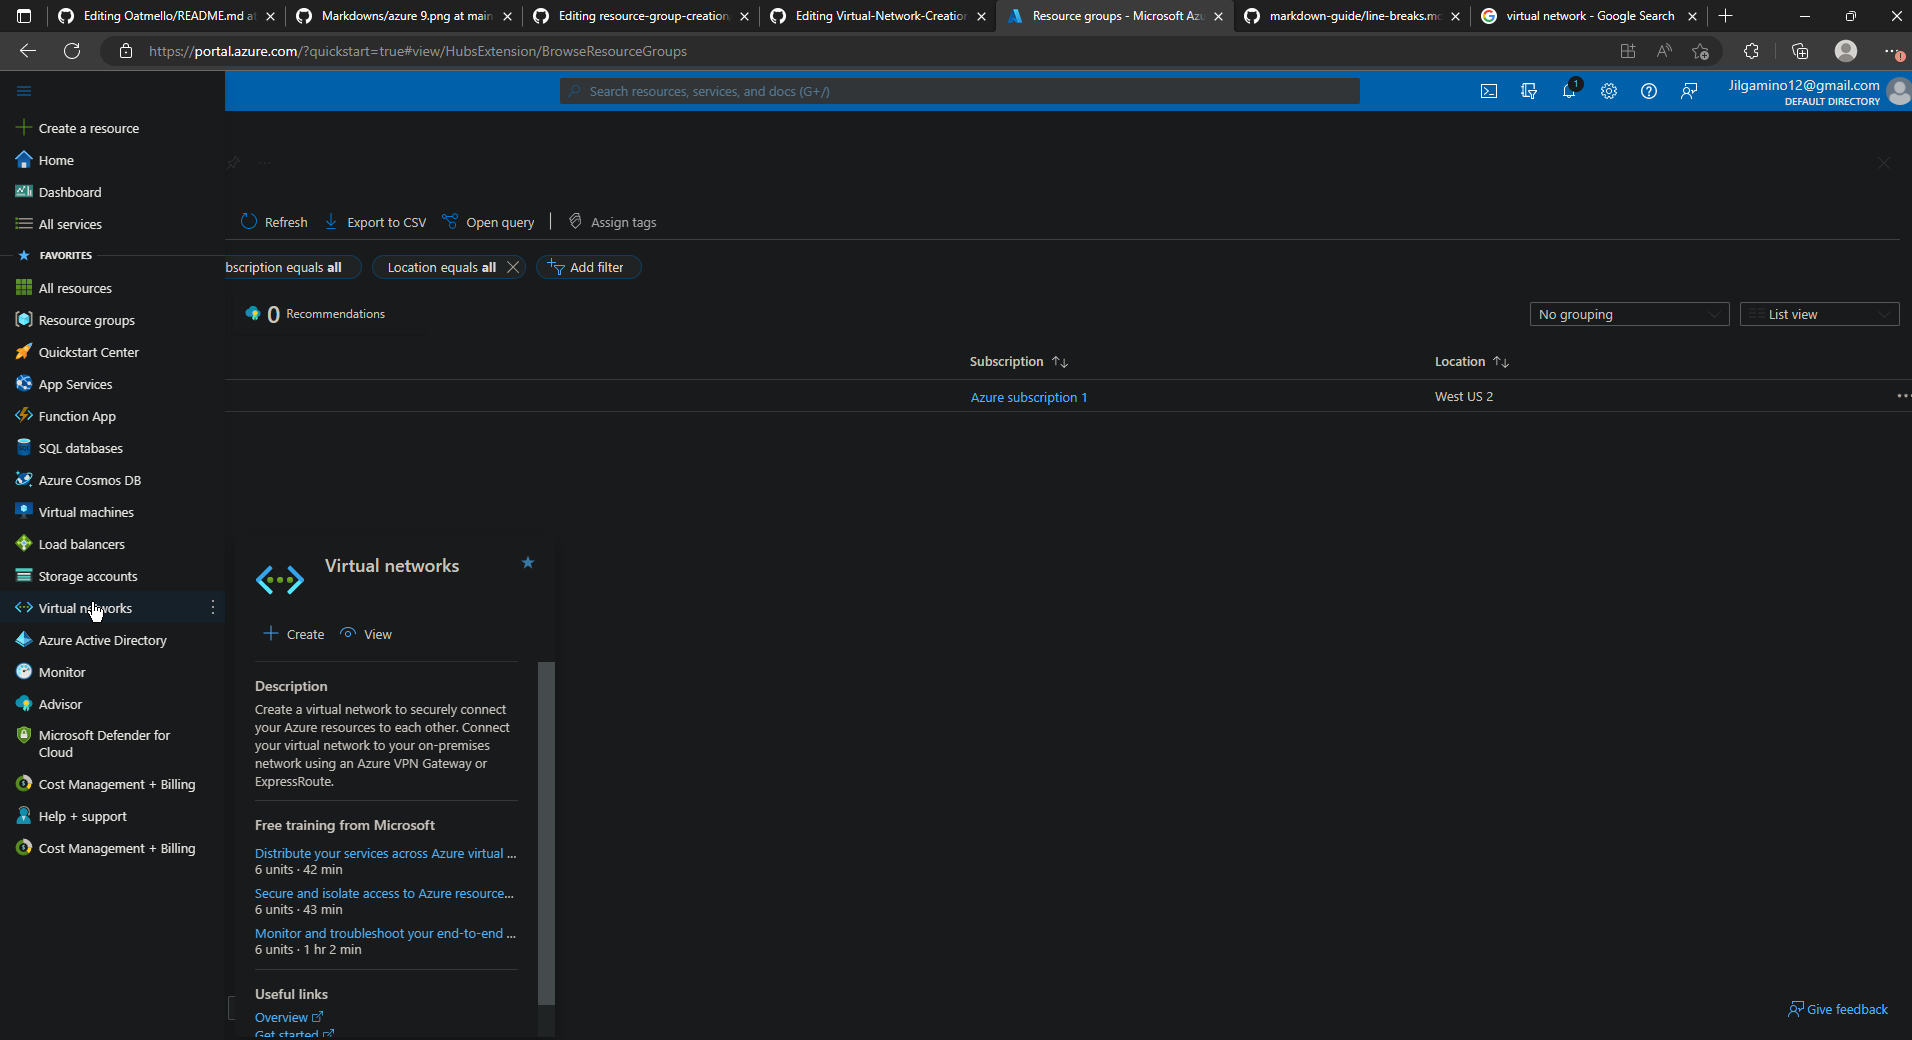 Editing Oatmello/README.md at
Markdowns/azure 9.png at main
Editing resource-group-creation
Editing Virtual-Network-Creation
Resource groups - Microsoft Azu
markdown-guide/line-breaks.mc
virtual network - Google Search
https://portal.azure.com/?quickstart=true#view/HubsExtension/BrowseResourceGroups
Search resources, services, and docs (G+/)
1
Jilgamino12@gmail.com
DEFAULT DIRECTORY
Create a resource
Home
Dashboard
All services
FAVORITES
All resources
Resource groups
Quickstart Center
App Services
Function App
SQL databases
Azure Cosmos DB
Virtual machines
Load balancers
Storage accounts
Virtual networks
Azure Active Directory
Monitor
Advisor
Microsoft Defender for
Cloud
Cost Management + Billing
Help + support
Cost Management + Billing
Refresh
Export to CSV
Open query
Assign tags
bscription equals all
Location equals all
Add filter
0 Recommendations
No grouping
List view
Subscription
Location
Azure subscription 1
West US 2
Virtual networks
Create
View
Description
Create a virtual network to securely connect
your Azure resources to each other. Connect
your virtual network to your on-premises
network using an Azure VPN Gateway or
ExpressRoute.
Free training from Microsoft
Distribute your services across Azure virtual ...
6 units · 42 min
Secure and isolate access to Azure resource...
6 units · 43 min
Monitor and troubleshoot your end-to-end ...
6 units · 1 hr 2 min
Useful links
Overview
Get started
Give feedback